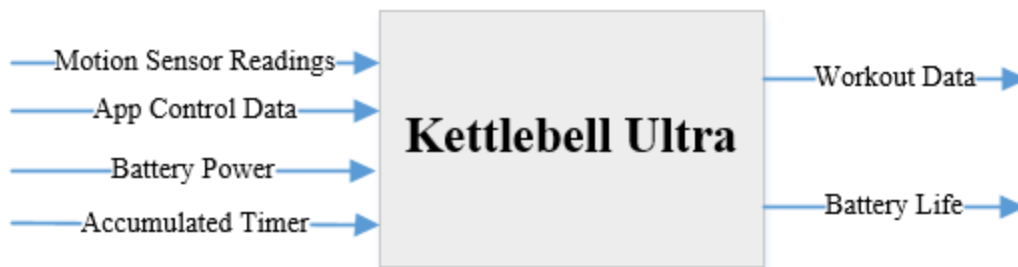 Motion Sensor Readings
App Control Data
Battery Power
Accumulated Timer
Kettlebell Ultra
Workout Data
Battery Life